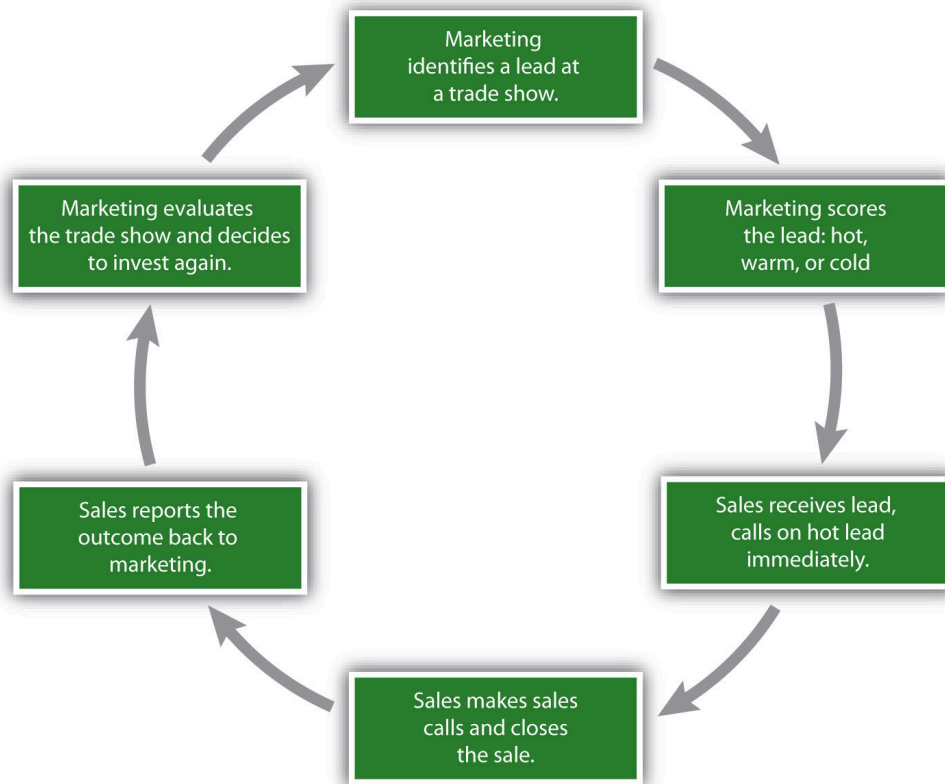 Marketing
identifies a lead at
a trade show.
Marketing scores
the lead: hot,
warm, or cold
Sales receives lead,
calls on hot lead
immediately.
Sales makes sales
calls and closes
the sale.
Sales reports the
outcome back to
marketing.
Marketing evaluates
the trade show and decides
to invest again.